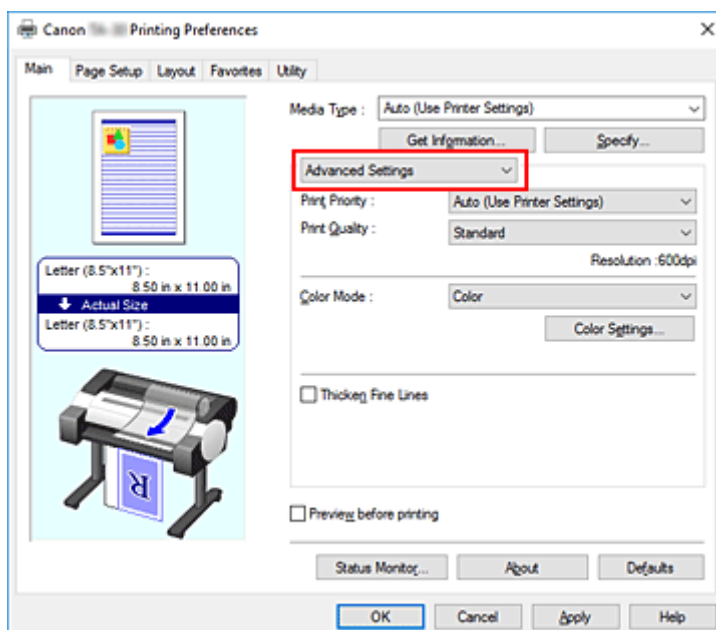 Canon Printing Preferences
Main Page Setup Layout Favorites Utility
Media Type : Auto (Use Printer Settings)
Get Information... Specify...
Advanced Settings
Print Priority : Auto (Use Printer Settings)
Print Quality : Standard
Resolution :600dpi
Letter (8.5"x11") :
8.50 in x 11.00 in
Actual Size
Letter (8.5"x11") :
8.50 in x 11.00 in
Color Mode : Color
Color Settings...
Thicken Fine Lines
R
Preview before printing
Status Monitor... About Defaults
OK Cancel Apply Help